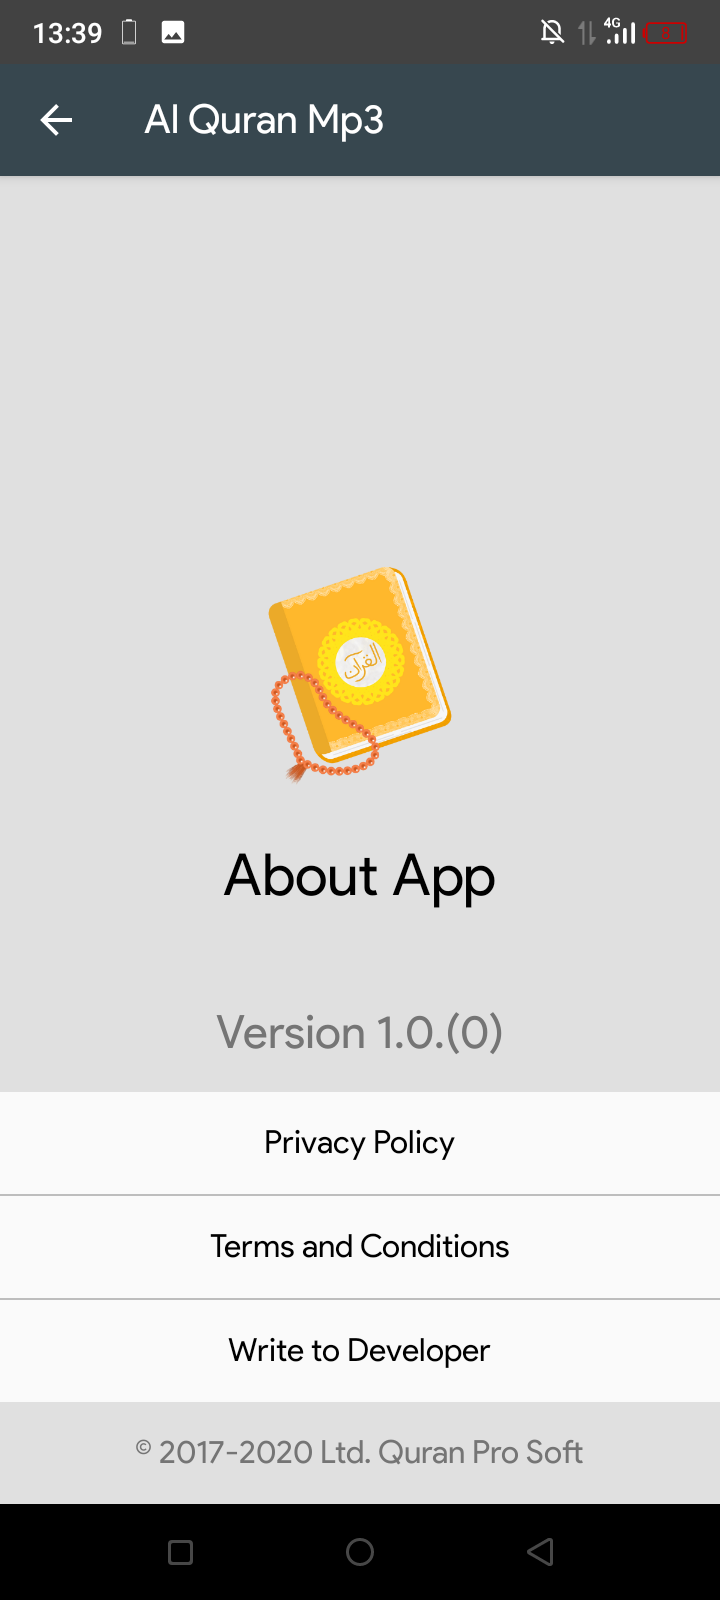 13:39
4G
8
Al Quran Mp3
القرآن
About App
Version 1.0.(0)
Privacy Policy
Terms and Conditions
Write to Developer
© 2017-2020 Ltd. Quran Pro Soft